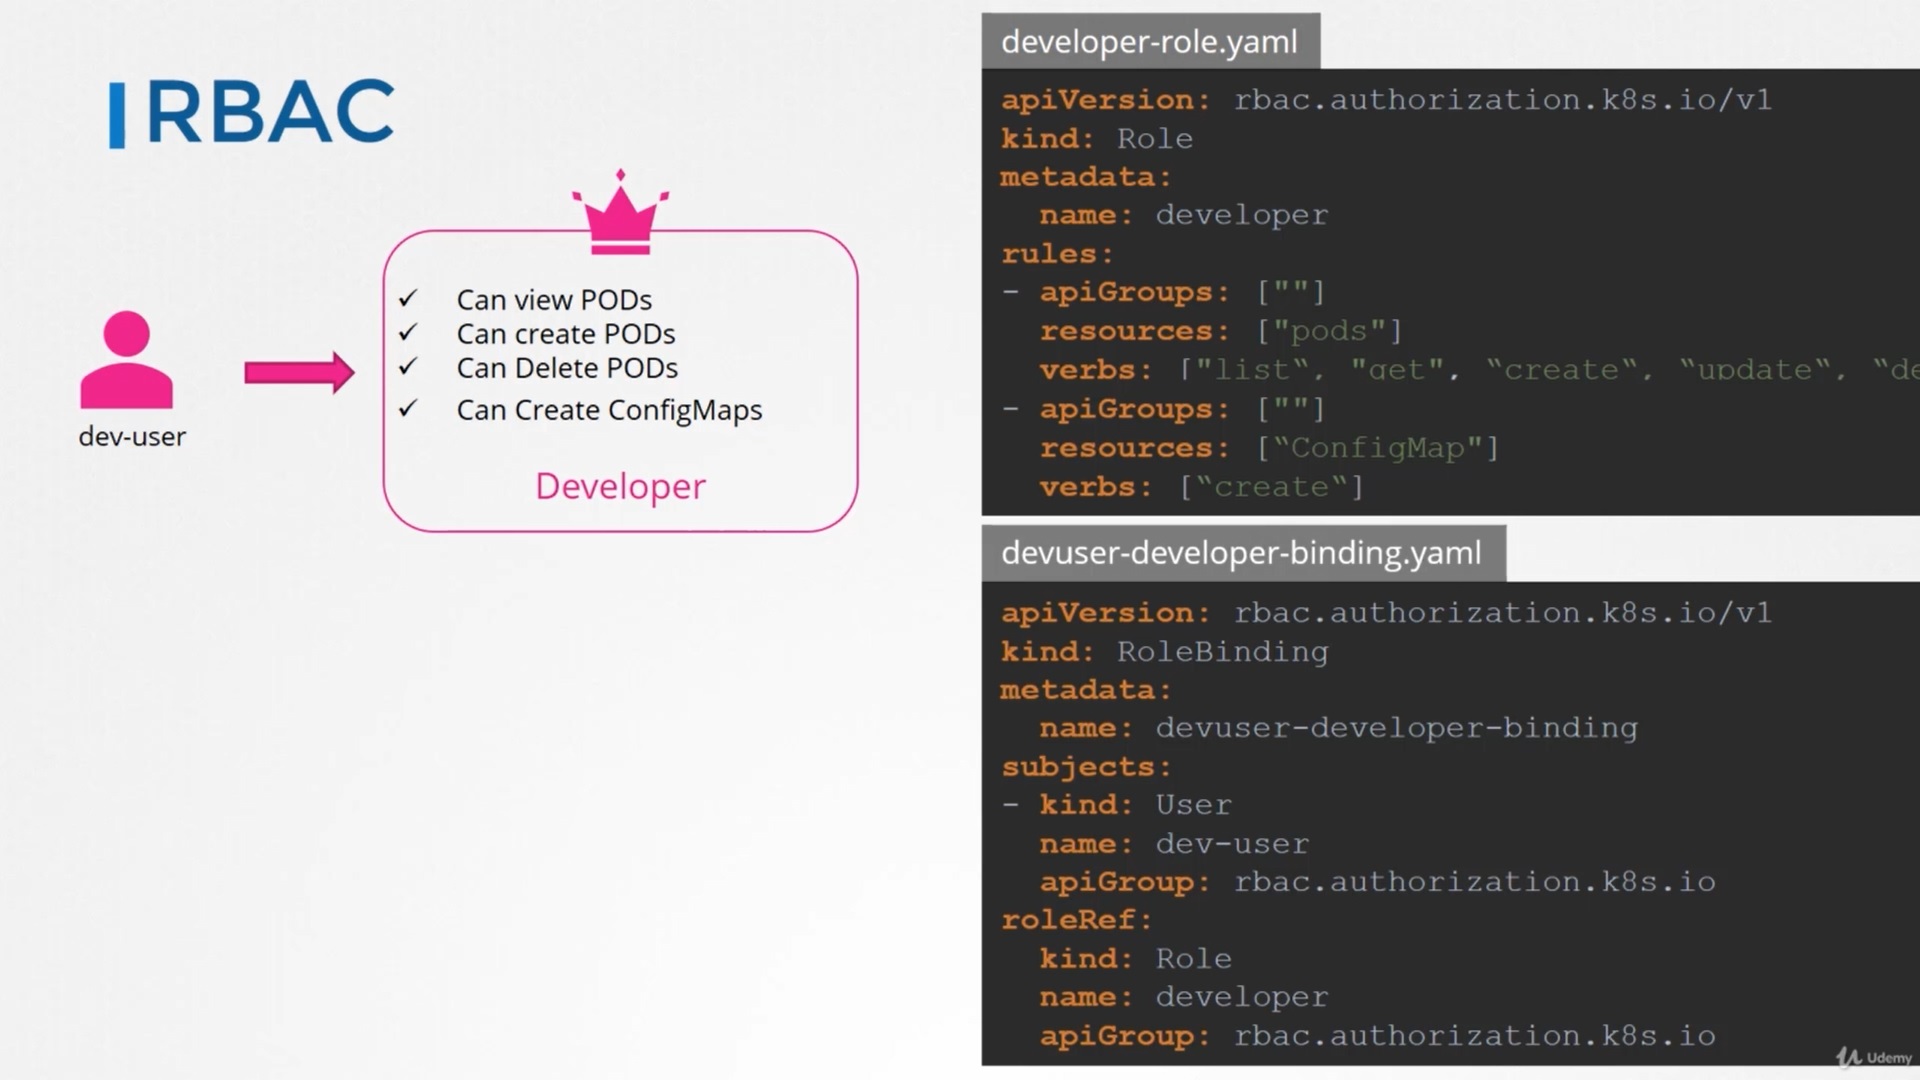 RBAC
dev-user
✓ Can view PODs
✓ Can create PODs
✓ Can Delete PODs
✓ Can Create ConfigMaps
Developer
developer-role.yaml
apiVersion: rbac.authorization.k8s.io/v1
kind: Role
metadata:
  name: developer
rules:
- apiGroups: [""]
  resources: ["pods"]
  verbs: ["list“, "get", “create“, “update“, “de
- apiGroups: [""]
  resources: [“ConfigMap"]
  verbs: [“create“]
devuser-developer-binding.yaml
apiVersion: rbac.authorization.k8s.io/v1
kind: RoleBinding
metadata:
  name: devuser-developer-binding
subjects:
- kind: User
  name: dev-user
  apiGroup: rbac.authorization.k8s.io
roleRef:
  kind: Role
  name: developer
  apiGroup: rbac.authorization.k8s.io
Udemy